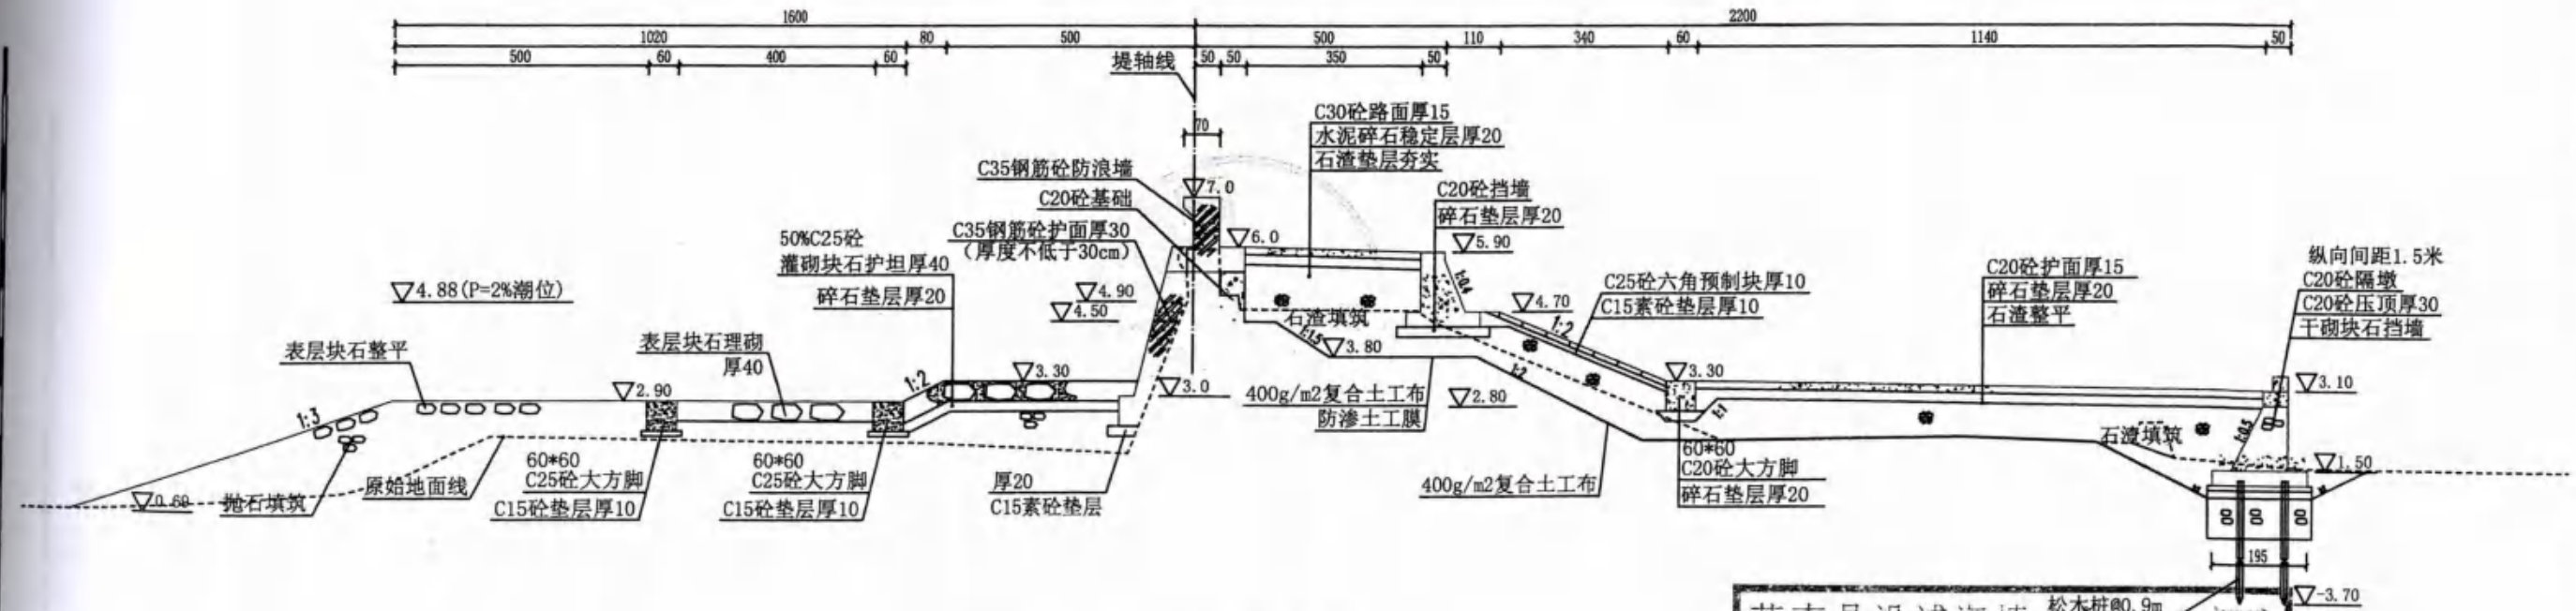 1600
2200
1020
80
500
500
110
340
60
1140
50
500
60
400
60
堤轴线
50
50
350
50
70
C30砼路面厚15
水泥碎石稳定层厚20
石渣垫层夯实
C35钢筋砼防浪墙
C20砼基础
C35钢筋砼护面厚30
(厚度不低于30cm)
7.0
6.0
C20砼挡墙
碎石垫层厚20
5.90
1:0.4
50%C25砼
灌砌块石护坦厚40
碎石垫层厚20
4.88(P=2%潮位)
4.90
4.50
表层块石整平
表层块石理砌
厚40
1:3
2.90
1:2
3.30
3.0
石渣填筑
1:1.5
3.80
4.70
1:2
C25砼六角预制块厚10
C15素砼垫层厚10
C20砼护面厚15
碎石垫层厚20
石渣整平
纵向间距1.5米
C20砼隔墩
C20砼压顶厚30
干砌块石挡墙
400g/m2复合土工布
防渗土工膜
2.80
1:2
3.30
1:1
3.10
石渣填筑
1:0.5
1.50
0.60
抛石填筑
原始地面线
60*60
C25砼大方脚
C15砼垫层厚10
60*60
C25砼大方脚
C15砼垫层厚10
厚20
C15素砼垫层
400g/m2复合土工布
60*60
C20砼大方脚
碎石垫层厚20
195
-3.70
松木桩@0.9m